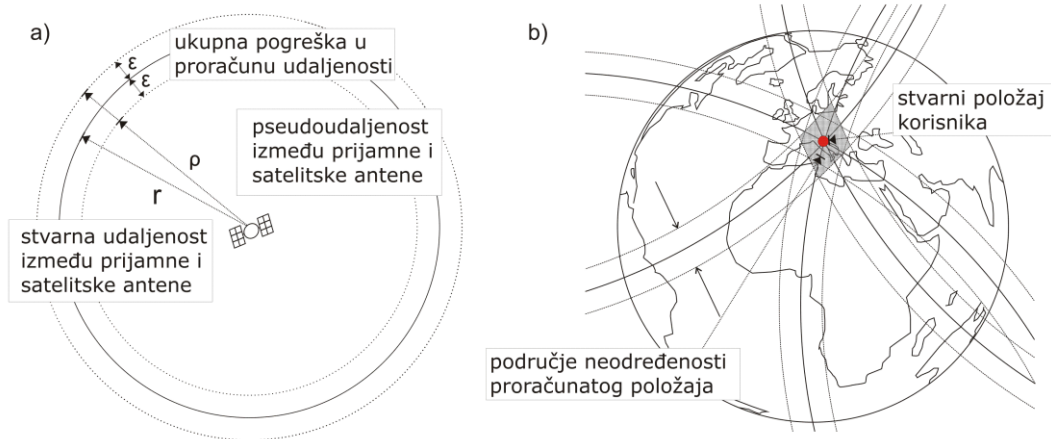 a)
ukupna pogreška u
proračunu udaljenosti
ε
ε
pseudoudaljenost
između prijamne i
satelitske antene
ρ
r
stvarna udaljenost
između prijamne i
satelitske antene
b)
stvarni položaj
korisnika
područje neodređenosti
proračunatog položaja